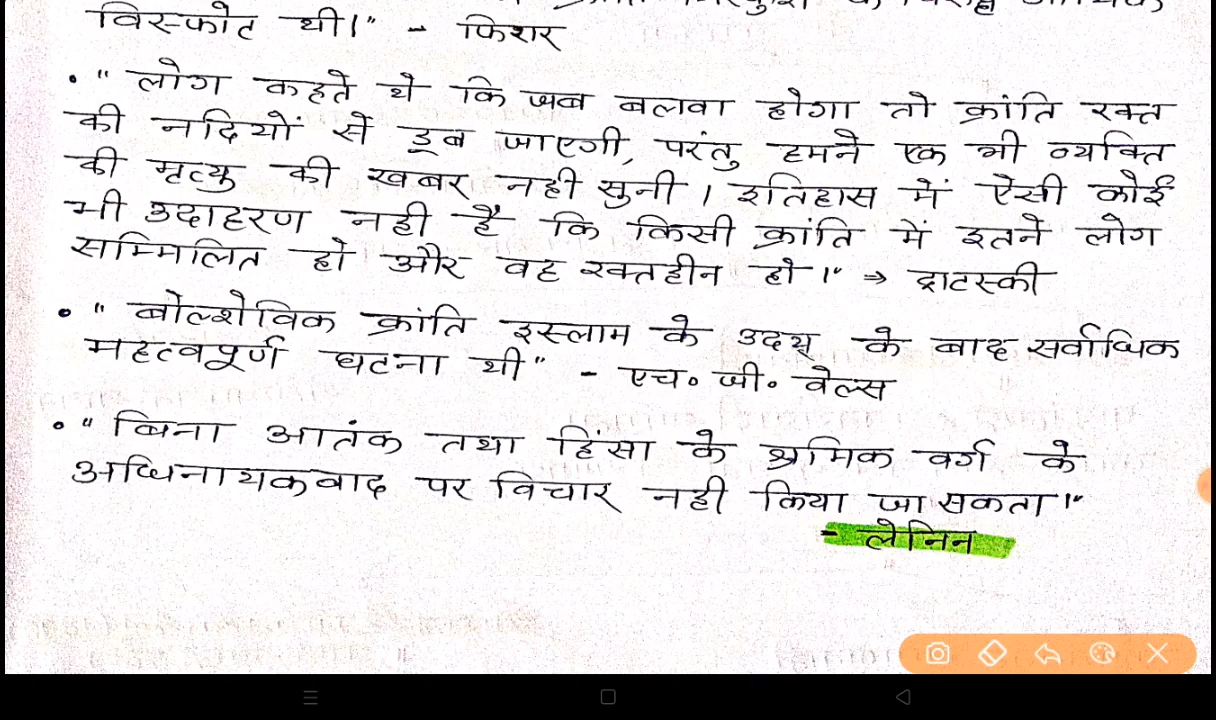 विस्फोट थी।" - फिशर
• " लोग कहते थे कि जब बलवा होगा तो क्रांति रक्त
की नदियों से डूब जाएगी, परंतु हमने एक भी व्यक्ति
की मृत्यु की खबर नही सुनी । इतिहास में ऐसी कोई
भी उदाहरण नही है कि किसी क्रांति में इतने लोग
सम्मिलित हो और वह रक्तहीन हो ।" ⇒ ट्राटस्की
• " बोल्शेविक क्रांति इस्लाम के उदय के बाद सर्वाधिक
महत्वपूर्ण घटना थी" - एच॰ जी॰ वेल्स
• " बिना आतंक तथा हिंसा के श्रमिक वर्ग के
अधिनायकवाद पर विचार नही किया जा सकता ।"
- लेनिन